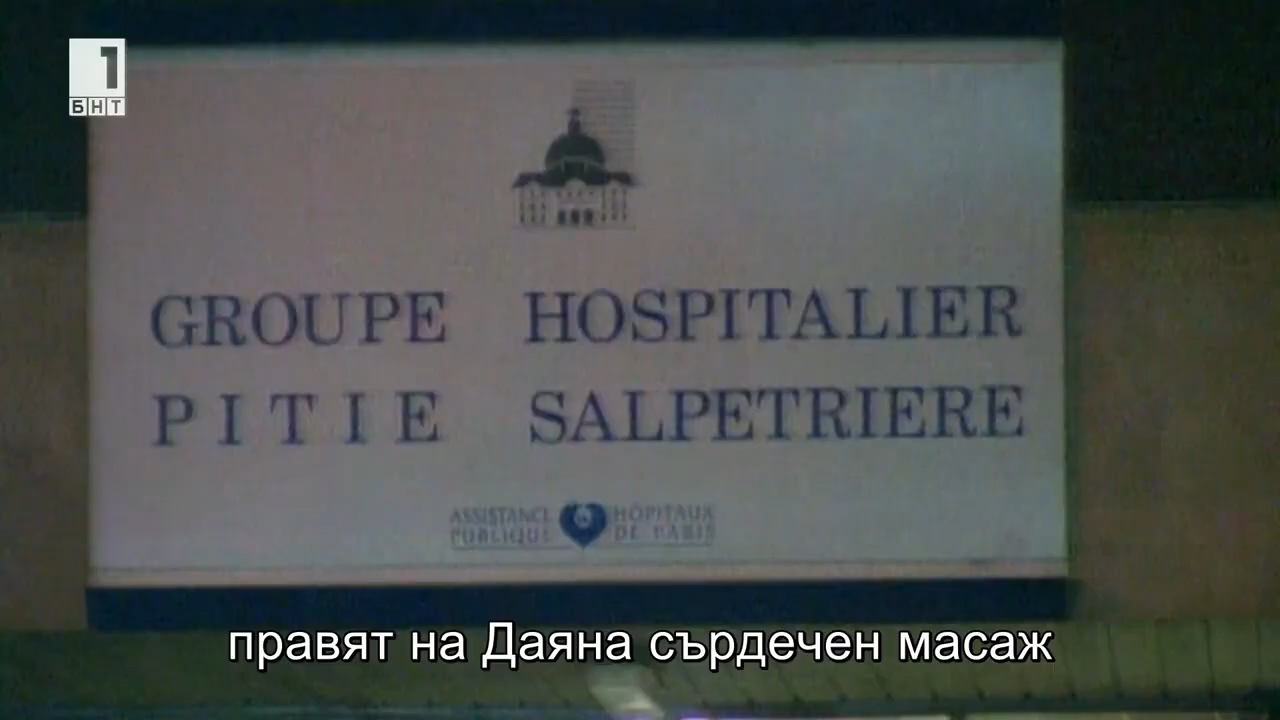 1
БНТ
GROUPE HOSPITALIER
PITIE SALPETRIERE
ASSISTANCE HOPITAUX
PUBLIQUE DE PARIS
правят на Даяна сърдечен масаж